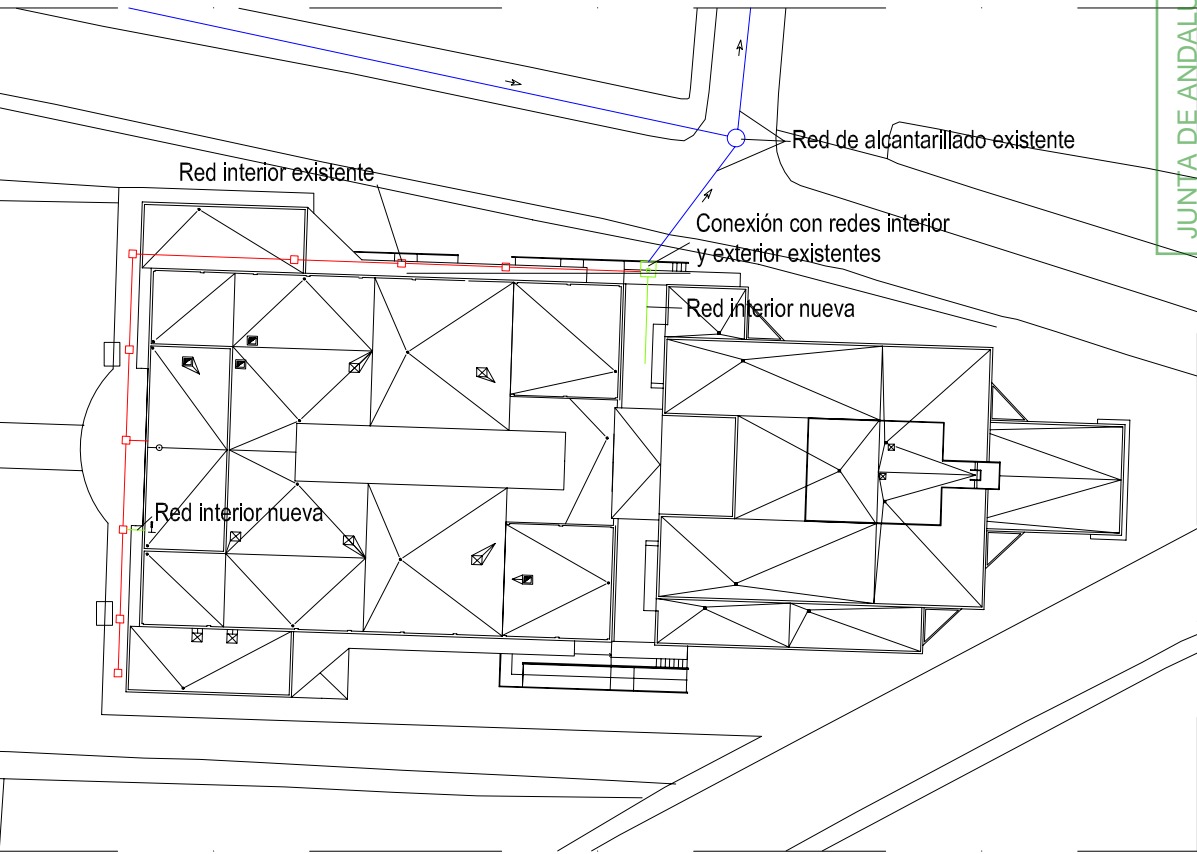 Red de alcantarillado existente
Red interior existente
Conexión con redes interior
y exterior existentes
Red interior nueva
Red interior nueva
JUNTA DE ANDALU